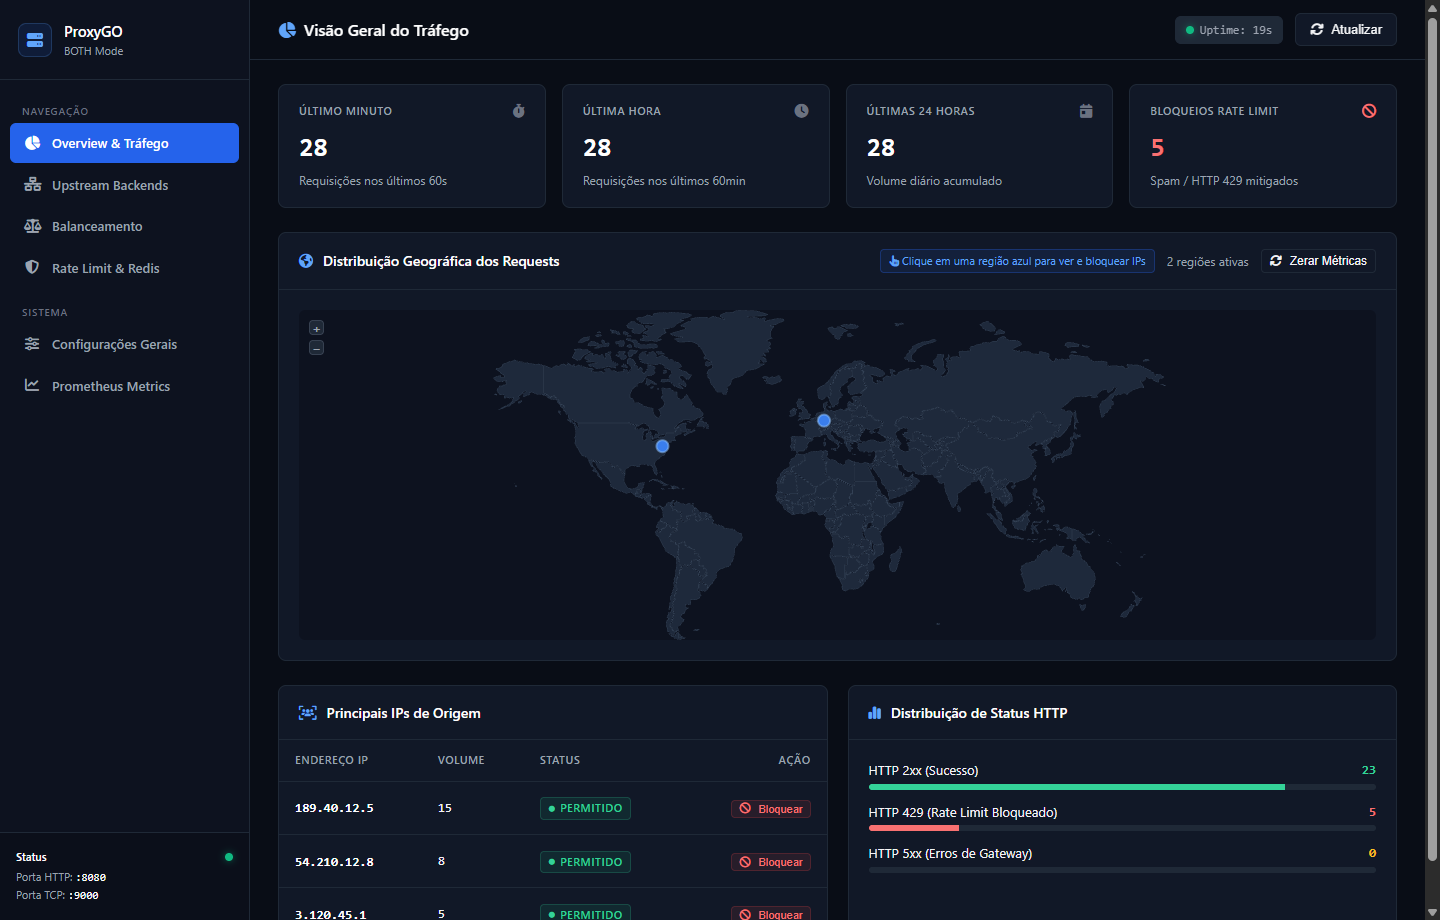 ProxyGO
BOTH Mode
NAVEGAÇÃO
Overview & Tráfego
Upstream Backends
Balanceamento
Rate Limit & Redis
SISTEMA
Configurações Gerais
Prometheus Metrics
Status
Porta HTTP: :8080
Porta TCP: :9000
Visão Geral do Tráfego
Uptime: 19s
Atualizar
ÚLTIMO MINUTO
28
Requisições nos últimos 60s
ÚLTIMA HORA
28
Requisições nos últimos 60min
ÚLTIMAS 24 HORAS
28
Volume diário acumulado
BLOQUEIOS RATE LIMIT
5
Spam / HTTP 429 mitigados
Distribuição Geográfica dos Requests
Clique em uma região azul para ver e bloquear IPs
2 regiões ativas
Zerar Métricas
+
−
Principais IPs de Origem
ENDEREÇO IP VOLUME STATUS AÇÃO
189.40.12.5 15 PERMITIDO Bloquear
54.210.12.8 8 PERMITIDO Bloquear
3.120.45.1 5 PERMITIDO Bloquear
Distribuição de Status HTTP
HTTP 2xx (Sucesso) 23
HTTP 429 (Rate Limit Bloqueado) 5
HTTP 5xx (Erros de Gateway) 0